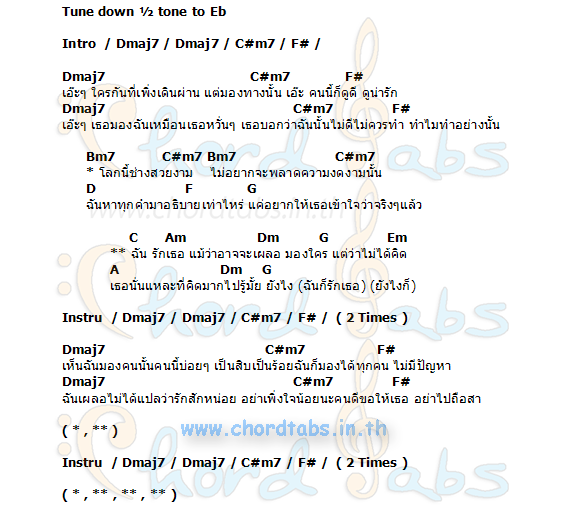 Tune down ½ tone to Eb
Intro / Dmaj7 / Dmaj7 / C#m7 / F# /
Dmaj7 C#m7 F#
เอ๊ะๆ ใครกันที่เพิ่งเดินผ่าน แต่มองทางนั้น เอ๊ะ คนนี้ก็ดูดี ดูน่ารัก
Dmaj7 C#m7 F#
เอ๊ะๆ เธอมองฉันเหมือนเธอหวั่นๆ เธอบอกว่าฉันนั้นไม่ดีไม่ควรทำ ทำไมทำอย่างนั้น
Bm7 C#m7 Bm7 C#m7
* โลกนี้ช่างสวยงาม ไม่อยากจะพลาดความงดงามนั้น
D F G
ฉันหาทุกคำมาอธิบายเท่าไหร่ แค่อยากให้เธอเข้าใจว่าจริงๆแล้ว
C Am Dm G Em
** ฉัน รักเธอ แม้ว่าอาจจะเผลอ มองใคร แต่ว่าไม่ได้คิด
A Dm G
เธอนั่นแหละที่คิดมากไปรู้มั้ย ยังไง (ฉันก็รักเธอ) (ยังไงก็)
Instru / Dmaj7 / Dmaj7 / C#m7 / F# / ( 2 Times )
Dmaj7 C#m7 F#
เห็นฉันมองคนนั้นคนนี้บ่อยๆ เป็นสิบเป็นร้อยฉันก็มองได้ทุกคน ไม่มีปัญหา
Dmaj7 C#m7 F#
ฉันเผลอไม่ได้แปลว่ารักสักหน่อย อย่าเพิ่งใจน้อยนะคนดีขอให้เธอ อย่าไปถือสา
( * , ** )
www.chordtabs.in.th
Instru / Dmaj7 / Dmaj7 / C#m7 / F# / ( 2 Times )
( * , ** , ** , ** )